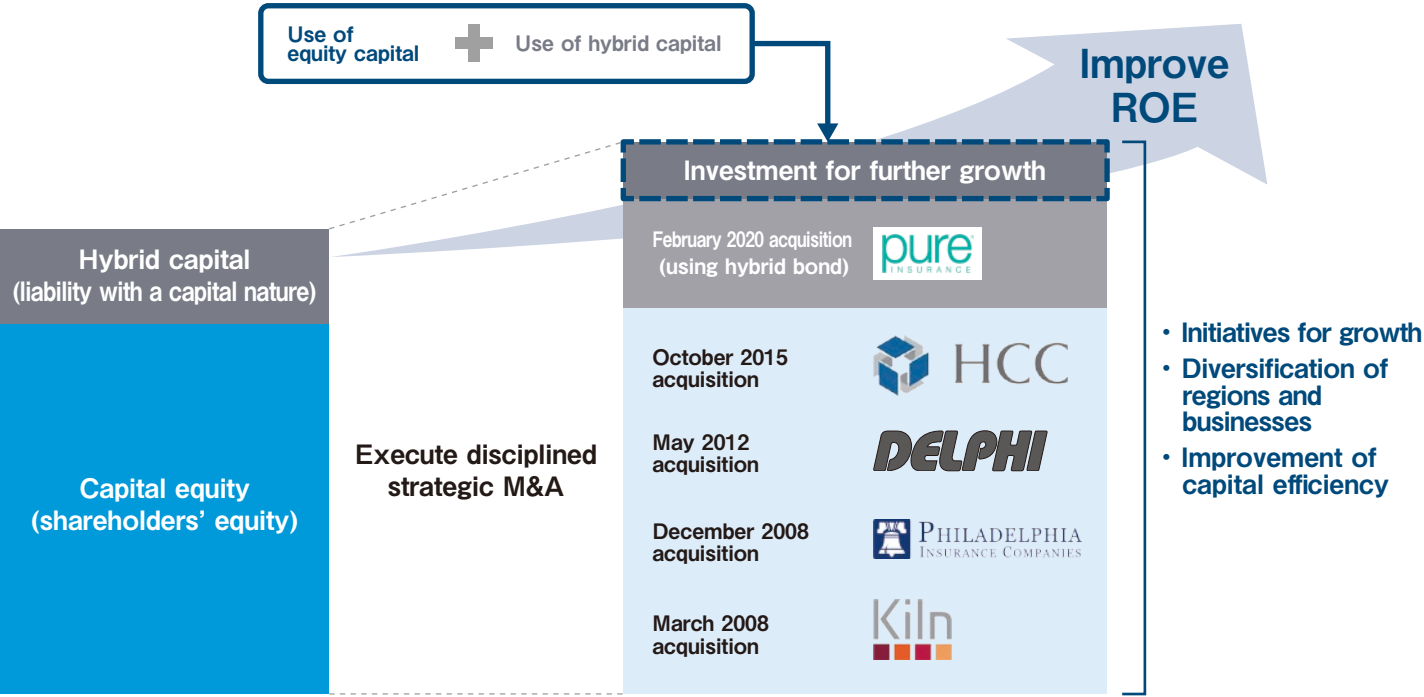 Use of
equity capital
Use of hybrid capital
Improve
ROE
Investment for further growth
February 2020 acquisition
(using hybrid bond)
pure
INSURANCE
Hybrid capital
(liability with a capital nature)
October 2015
acquisition
HCC
May 2012
acquisition
DELPHI
Execute disciplined
strategic M&A
Capital equity
(shareholders’ equity)
December 2008
acquisition
PHILADELPHIA
INSURANCE COMPANIES
March 2008
acquisition
Kiln
・Initiatives for growth
・Diversification of
regions and
businesses
・Improvement of
capital efficiency